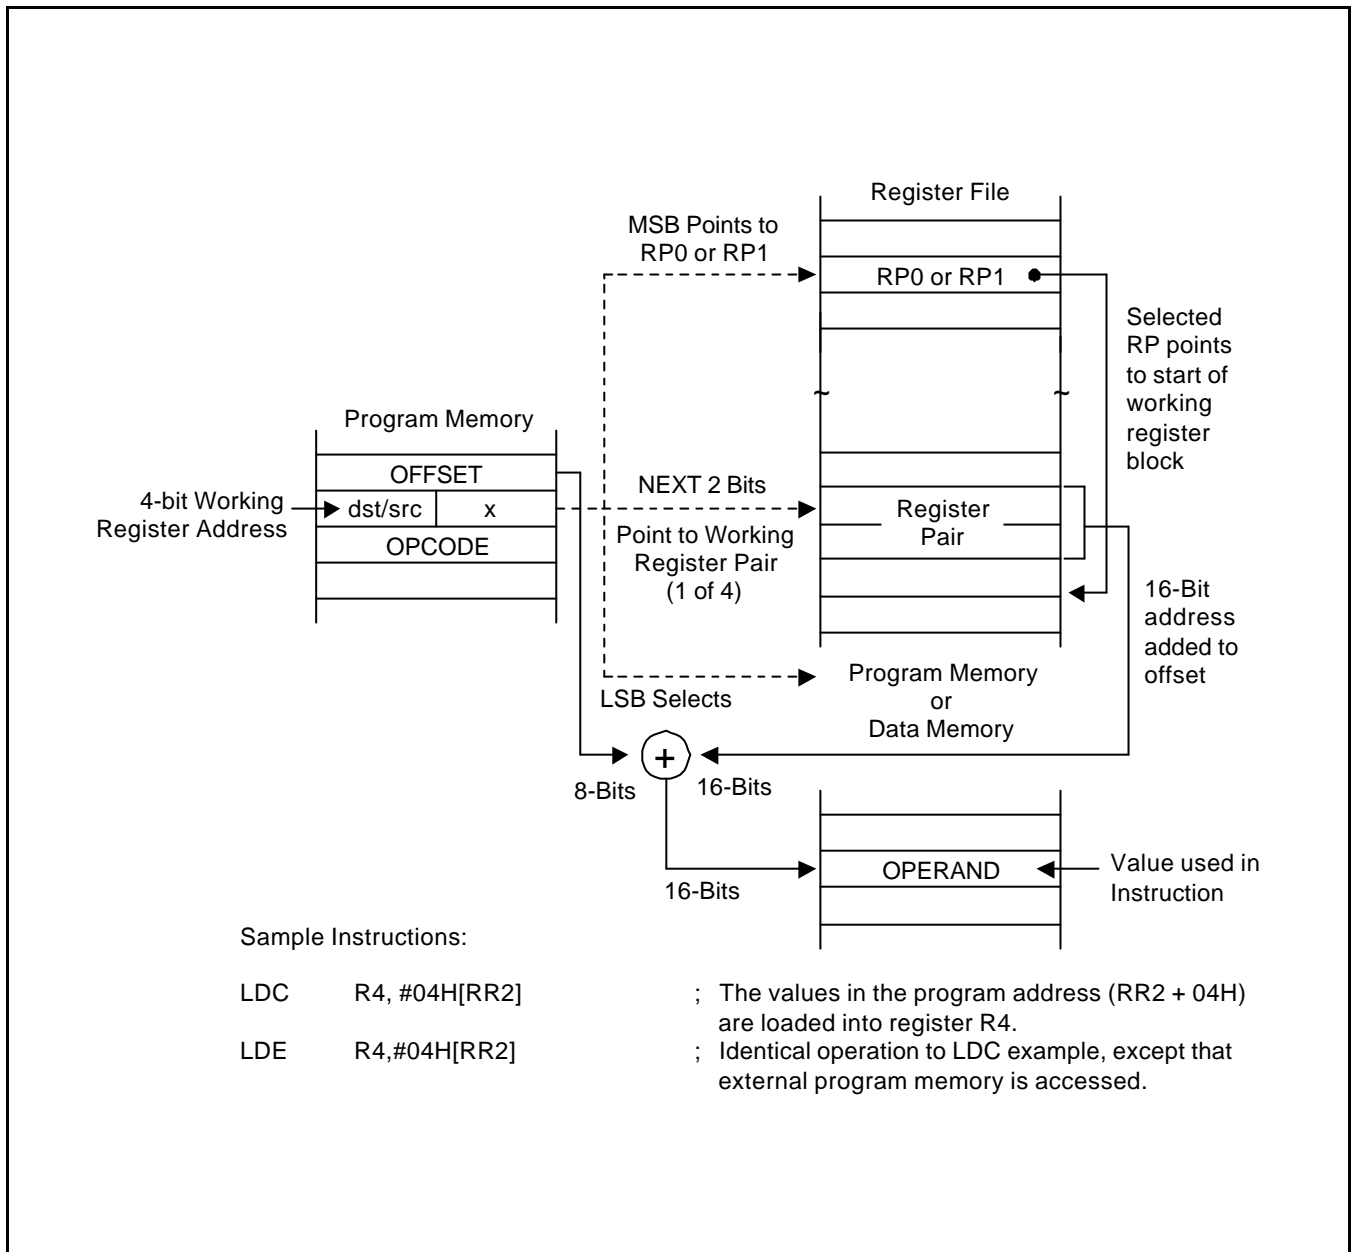 Register File
MSB Points to
RP0 or RP1
RP0 or RP1
Selected
RP points
to start of
working
register
block
~ ~
Program Memory
OFFSET
4-bit Working
Register Address
dst/src x
OPCODE
NEXT 2 Bits
Point to Working
Register Pair
(1 of 4)
Register
Pair
16-Bit
address
added to
offset
LSB Selects
Program Memory
or
Data Memory
+
8-Bits 16-Bits
16-Bits
OPERAND
Value used in
Instruction
Sample Instructions:
LDC R4, #04H[RR2] ; The values in the program address (RR2 + 04H)
are loaded into register R4.
LDE R4,#04H[RR2] ; Identical operation to LDC example, except that
external program memory is accessed.